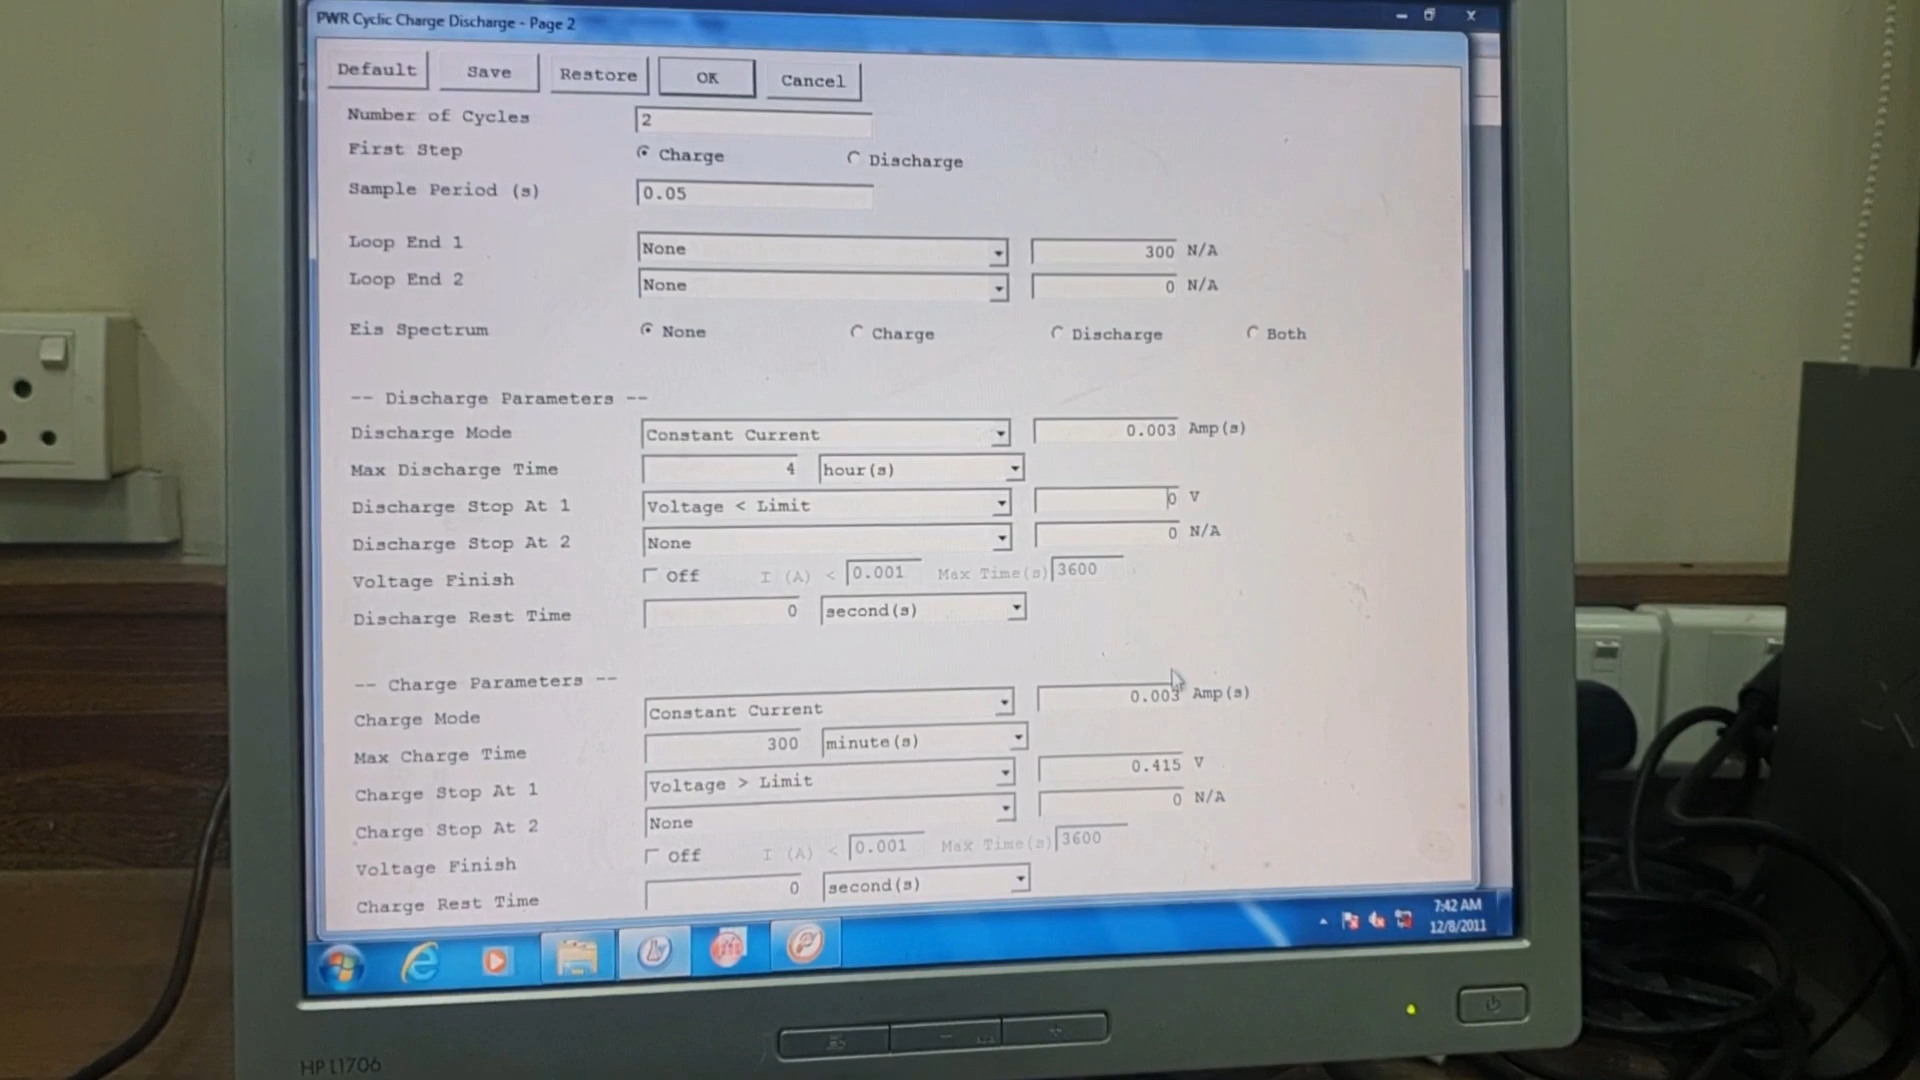 PWR Cyclic Charge Discharge - Page 2
Default Save Restore OK Cancel
Number of Cycles 2
First Step Charge Discharge
Sample Period (s) 0.05
Loop End 1 None 300 N/A
Loop End 2 None 0 N/A
Eis Spectrum None Charge Discharge Both
-- Discharge Parameters --
Discharge Mode Constant Current 0.003 Amp(s)
Max Discharge Time 4 hour(s)
Discharge Stop At 1 Voltage < Limit 0 V
Discharge Stop At 2 None 0 N/A
Voltage Finish Off I (A) < 0.001 Max Time(s) 3600
Discharge Rest Time 0 second(s)
-- Charge Parameters --
Charge Mode Constant Current 0.003 Amp(s)
Max Charge Time 300 minute(s)
Charge Stop At 1 Voltage > Limit 0.415 V
Charge Stop At 2 None 0 N/A
Voltage Finish Off I (A) < 0.001 Max Time(s) 3600
Charge Rest Time 0 second(s)
7:42 AM
12/8/2011
HP L1706